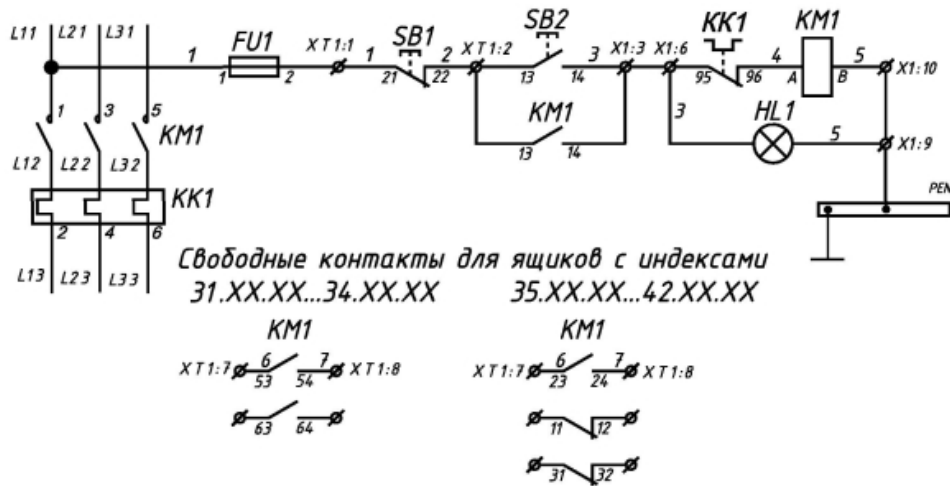 L11 L21 L31
1 FU1 XT1:1 1 SB1 2 XT1:2 SB2 3 X1:3 X1:6 KK1 4 KM1 5 X1:10
1 2 21 22 13 14 95 96 A B
1 3 5 KM1
KM1 13 14
3 HL1 5 X1:9
L12 L22 L32
KK1
PEN
2 4 6
L13 L23 L33
Свободные контакты для ящиков с индексами
31.XX.XX...34.XX.XX 35.XX.XX...42.XX.XX
KM1 KM1
XT1:7 6 7 XT1:8 XT1:7 6 7 XT1:8
53 54 23 24
63 64 11 12
31 32